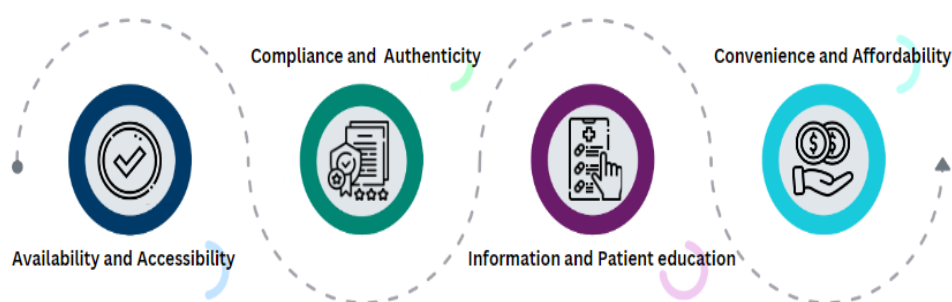 Compliance and Authenticity
Convenience and Affordability
Availability and Accessibility
Information and Patient education